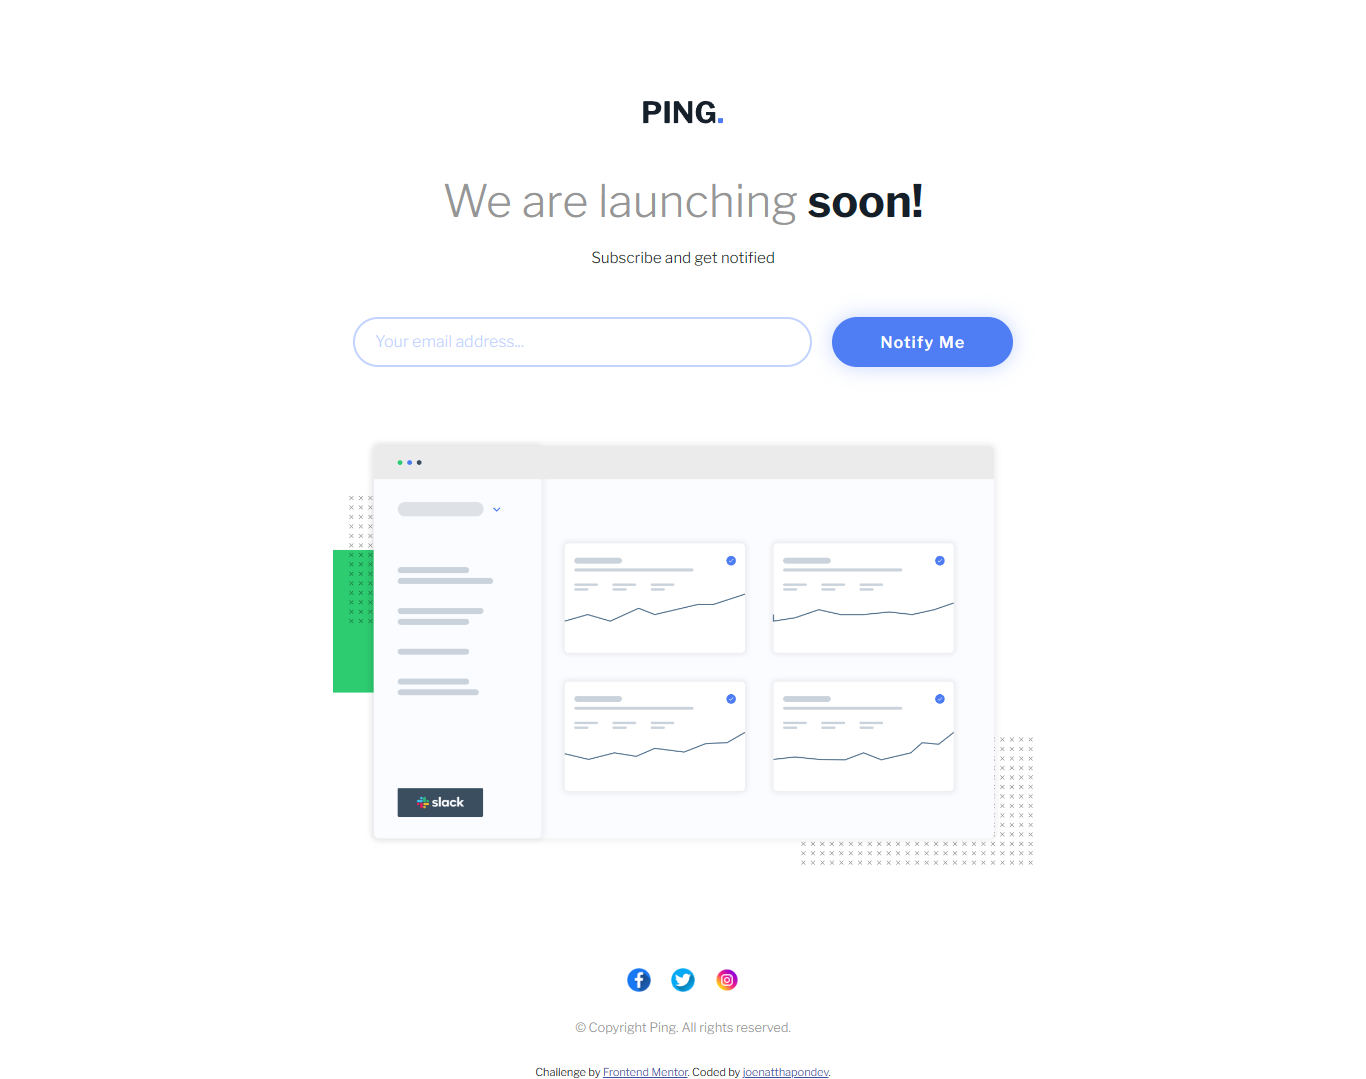 PING.
We are launching soon!
Subscribe and get notified
Your email address...
Notify Me
slack
© Copyright Ping. All rights reserved.
Challenge by Frontend Mentor. Coded by joenatthapondev.